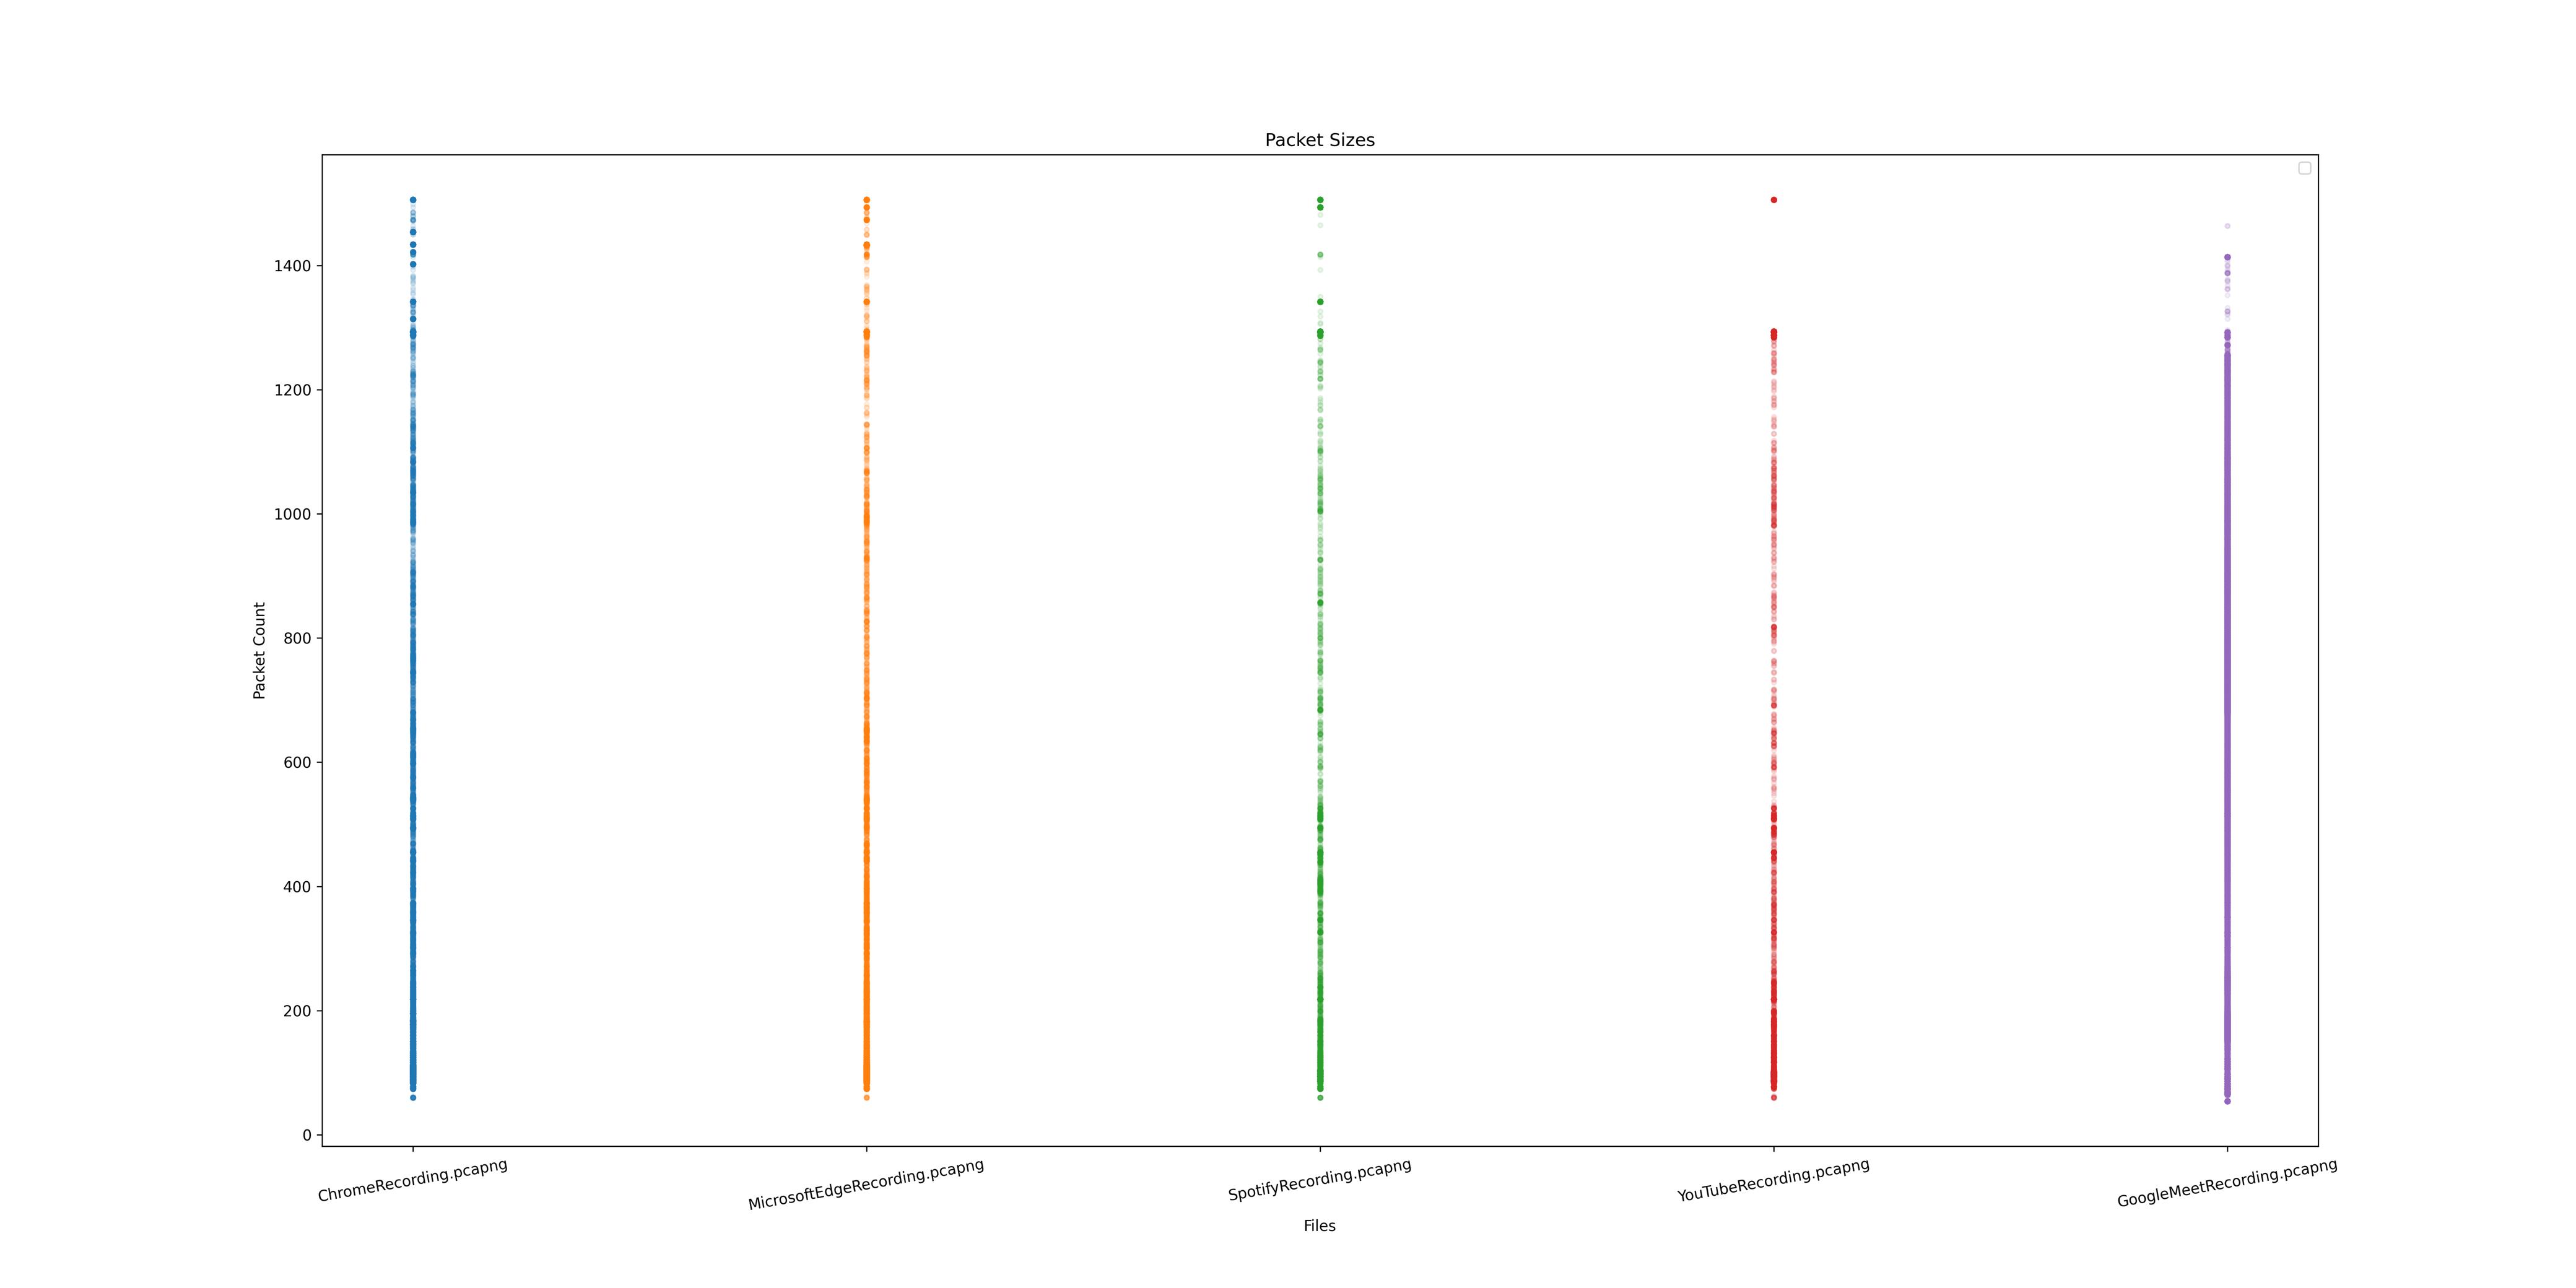 Packet Sizes
Packet Count
1400
1200
1000
800
600
400
200
0
ChromeRecording.pcapng
MicrosoftEdgeRecording.pcapng
SpotifyRecording.pcapng
YouTubeRecording.pcapng
GoogleMeetRecording.pcapng
Files